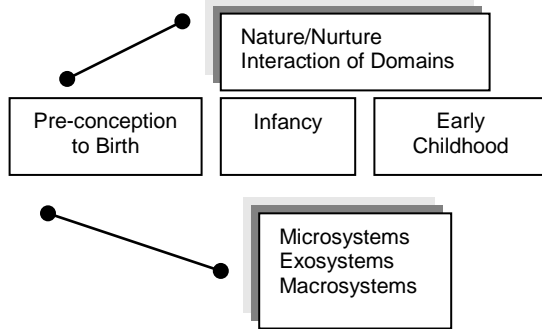 Nature/Nurture
Interaction of Domains
Pre-conception
to Birth
Infancy
Early
Childhood
Microsystems
Exosystems
Macrosystems